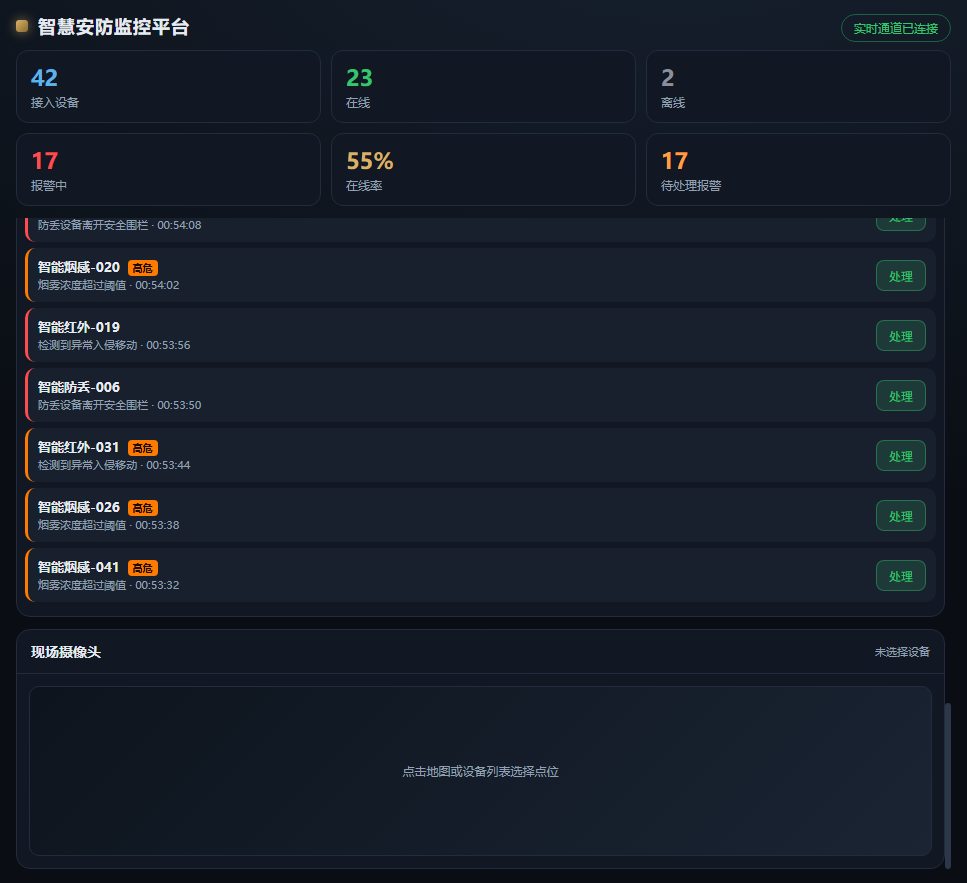 智慧安防监控平台
实时通道已连接
42
接入设备
23
在线
2
离线
17
报警中
55%
在线率
17
待处理报警
防丢设备离开安全围栏 · 00:54:08
处理
智能烟感-020 高危
烟雾浓度超过阈值 · 00:54:02
处理
智能红外-019
检测到异常入侵移动 · 00:53:56
处理
智能防丢-006
防丢设备离开安全围栏 · 00:53:50
处理
智能红外-031 高危
检测到异常入侵移动 · 00:53:44
处理
智能烟感-026 高危
烟雾浓度超过阈值 · 00:53:38
处理
智能烟感-041 高危
烟雾浓度超过阈值 · 00:53:32
处理
现场摄像头
未选择设备
点击地图或设备列表选择点位